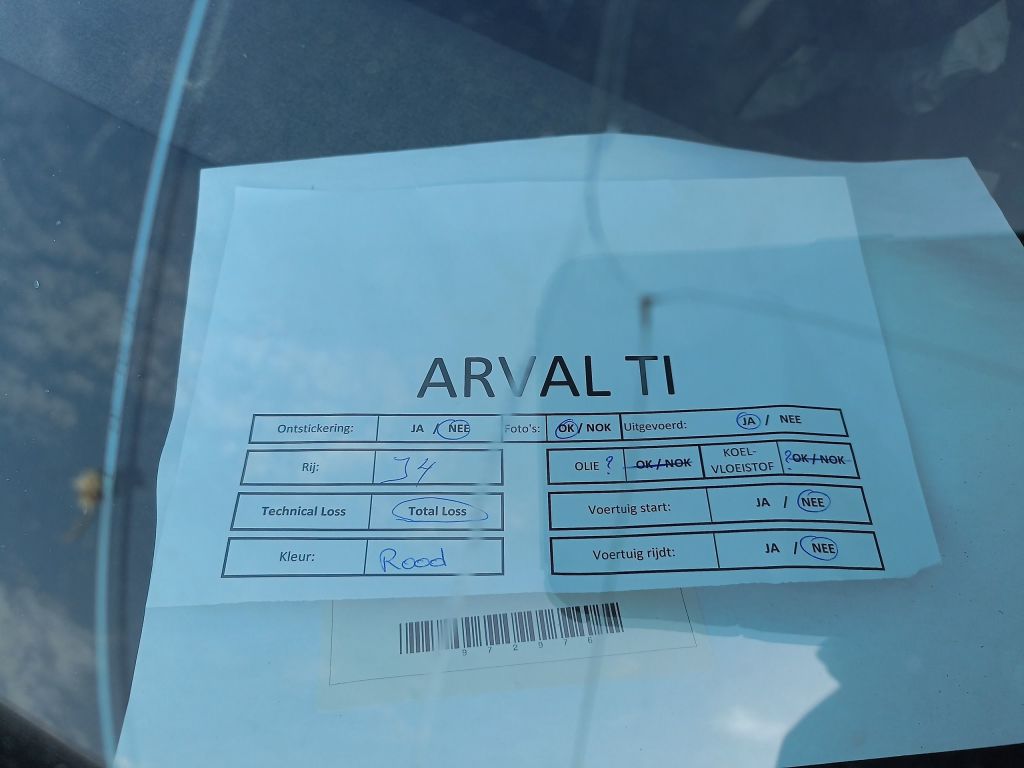 ARVAL TI
Ontstickering: JA / NEE Foto's: OK / NOK Uitgevoerd: JA / NEE
Rij: J4 OLIE ? OK / NOK KOEL-VLOEISTOF ? OK / NOK
Technical Loss Total Loss Voertuig start: JA / NEE
Kleur: Rood Voertuig rijdt: JA / NEE
972976